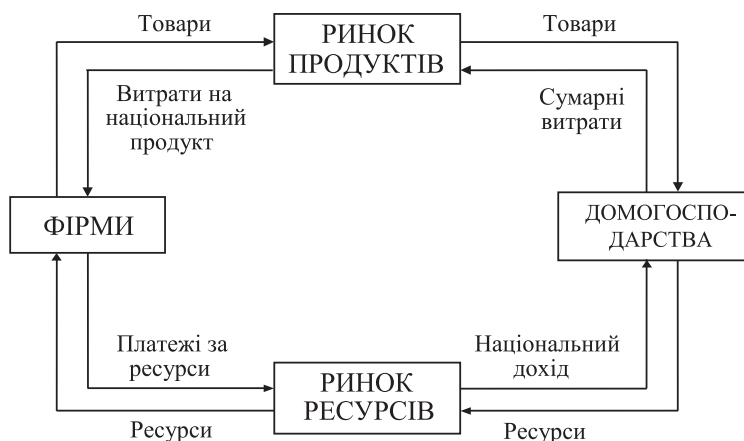 Товари
РИНОК
ПРОДУКТІВ
Товари
Витрати на
національний
продукт
Сумарні
витрати
ФІРМИ
ДОМОГОСПО-
ДАРСТВА
Платежі за
ресурси
РИНОК
РЕСУРСІВ
Національний
дохід
Ресурси
Ресурси